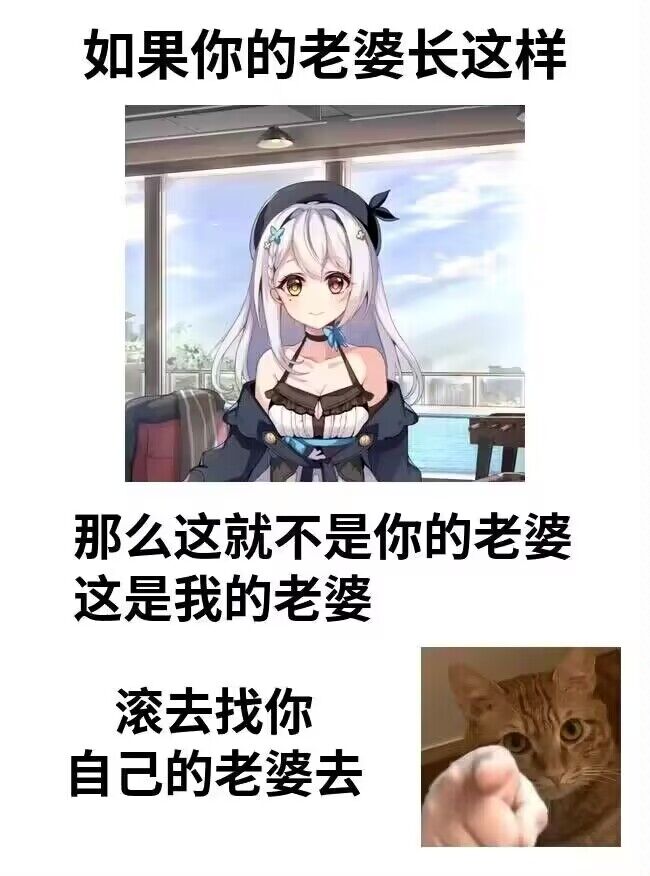 如果你的老婆长这样
那么这就不是你的老婆
这是我的老婆
滚去找你
自己的老婆去